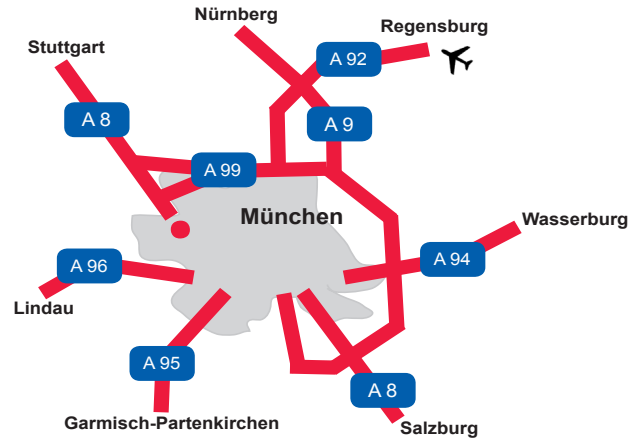 Nürnberg
Regensburg
Stuttgart
A 92
A 8
A 9
A 99
München
Wasserburg
A 96
A 94
Lindau
A 95
A 8
Garmisch-Partenkirchen
Salzburg